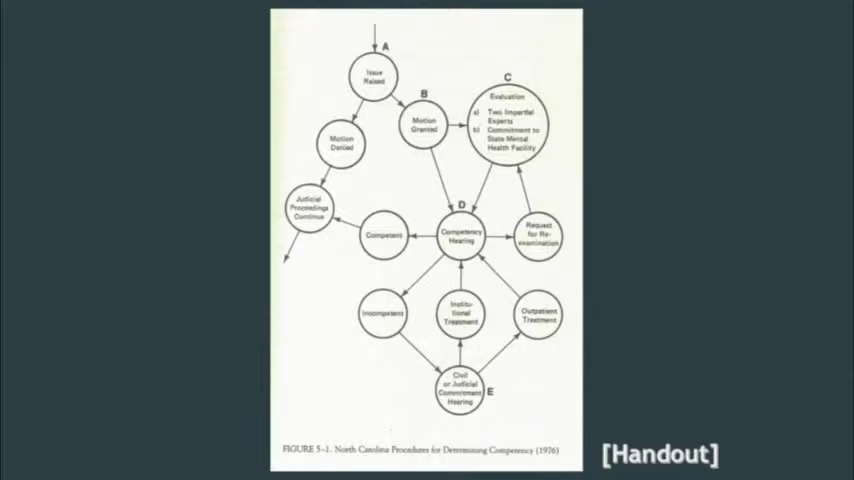 A
Issue
Raised
B
Motion
Granted
C
Evaluation
a) Two Impartial
Experts
b) Commitment to
State Mental
Health Facility
Motion
Denied
Judicial
Proceedings
Continue
Competent
D
Competency
Hearing
Request
for Re-
examination
Incompetent
Institu-
tional
Treatment
Outpatient
Treatment
Civil
or Judicial
Commitment
Hearing
E
FIGURE 5–1. North Carolina Procedures for Determining Competency (1976)
[Handout]